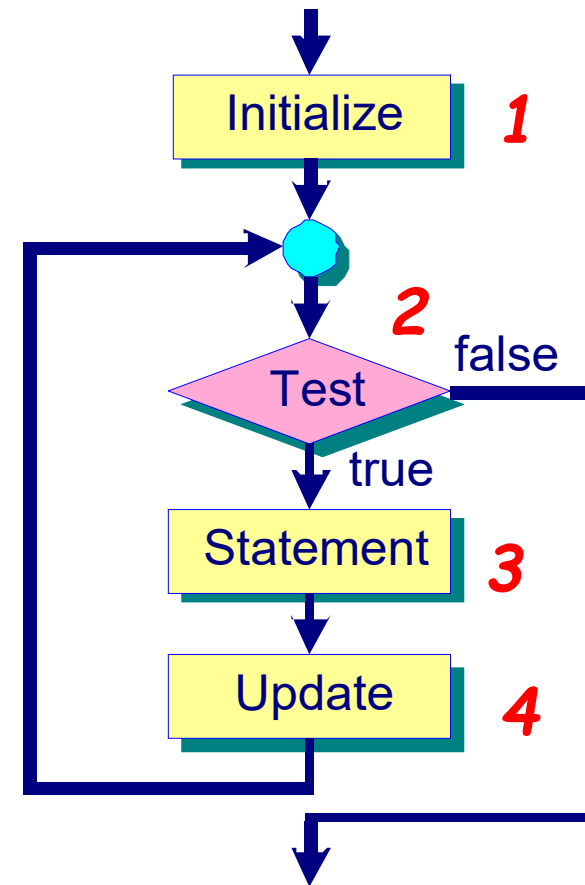 Initialize
1
2
false
Test
true
Statement
3
Update
4